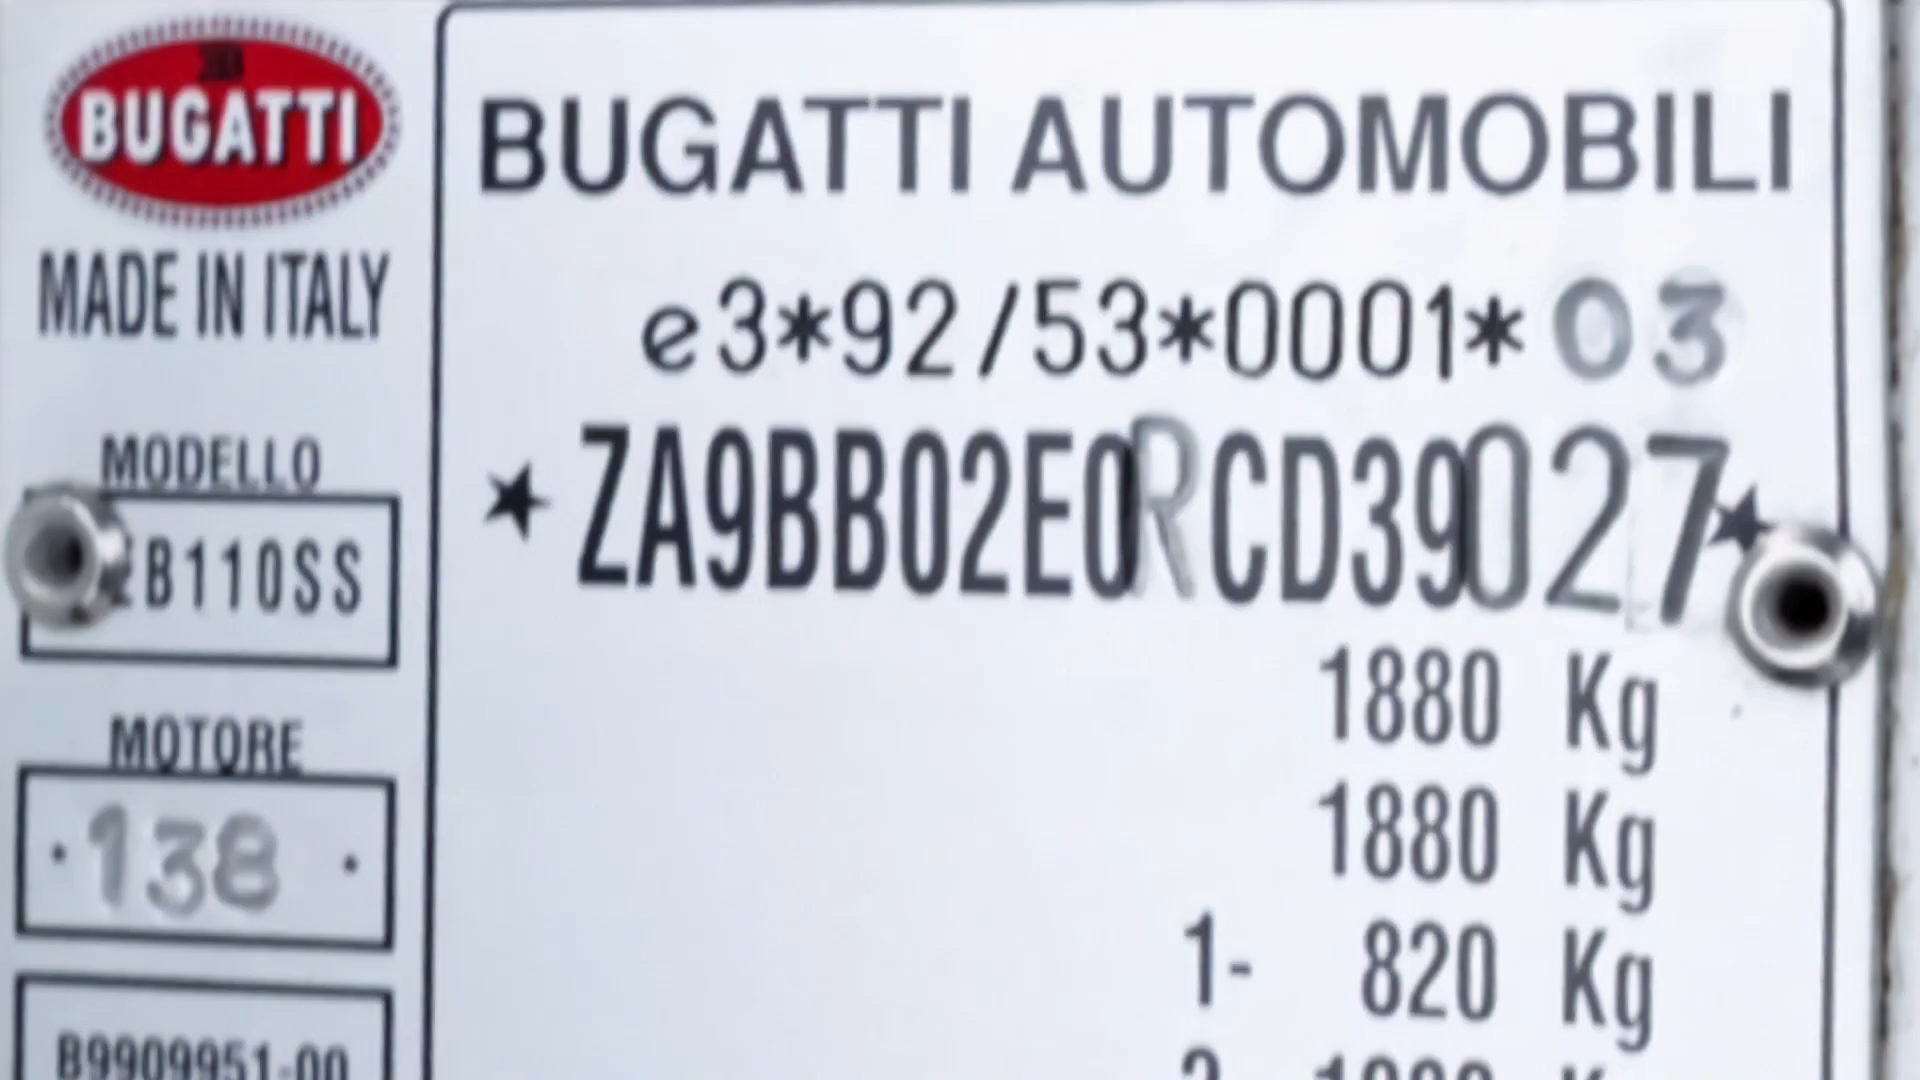 BUGATTI
MADE IN ITALY
MODELLO
EB110SS
MOTORE
·138·
B9909951-00
BUGATTI AUTOMOBILI
e3*92/53*0001*03
★ZA9BB02E0RCD39027★
1880 Kg
1880 Kg
1- 820 Kg